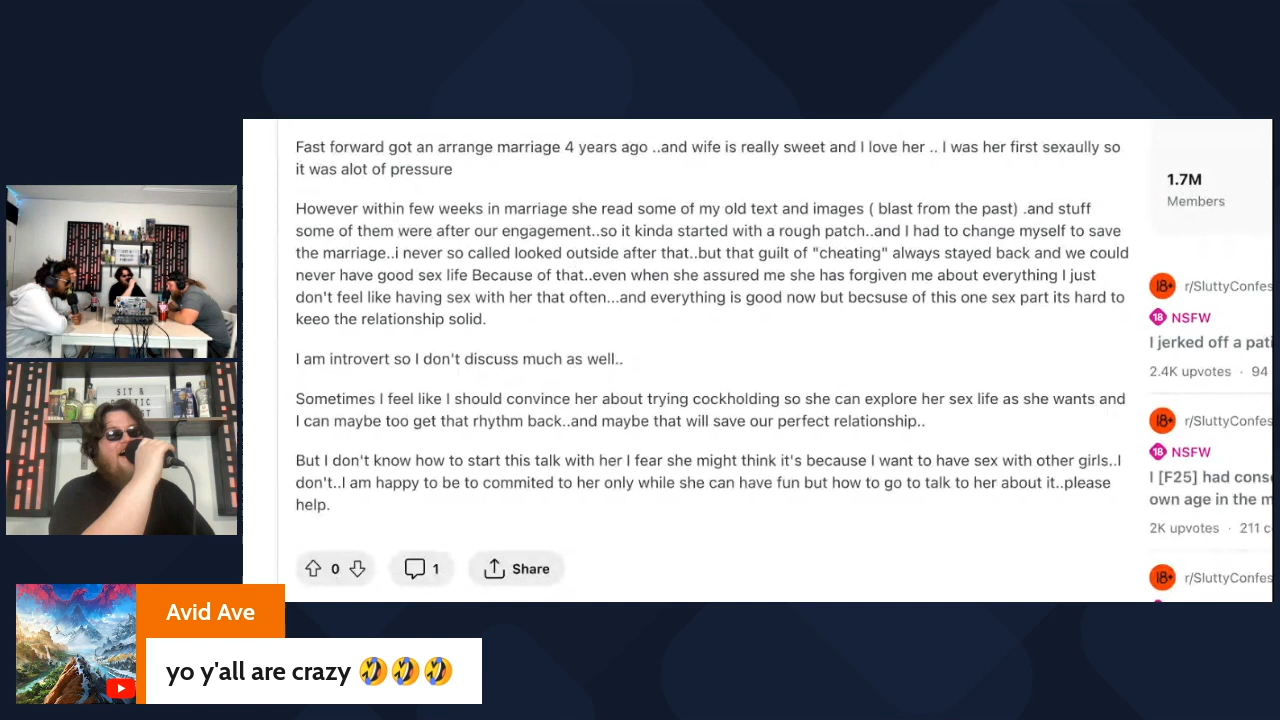 Fast forward got an arrange marriage 4 years ago ..and wife is really sweet and I love her .. I was her first sexaully so
it was alot of pressure
However within few weeks in marriage she read some of my old text and images ( blast from the past) .and stuff
some of them were after our engagement..so it kinda started with a rough patch..and I had to change myself to save
the marriage..i never so called looked outside after that..but that guilt of "cheating" always stayed back and we could
never have good sex life Because of that..even when she assured me she hs forgiven me about everything I just
don't feel like having sex with her that often...and everything is good now but becsuse of this one sex part its hard to
keeo the relationship solid.
I am introvert so I don't discuss much as well..
Sometimes I feel like I should convince her about trying cockholding so she can explore her sex life as she wants and
I can maybe too get that rhythm back..and maybe that will save our perfect relationship..
But I don't know how to start this talk with her I fear she might think it's because I want to have sex with other girls..I
don't..I am happy to be to commited to her only while she can have fun but how to go to talk to her about it..please
help.
0
1
Share
1.7M
Members
18+ r/SluttyConfes
18 NSFW
I jerked off a pati
2.4K upvotes · 94
18+ r/SluttyConfes
18 NSFW
I [F25] had cons
own age in the m
2K upvotes · 211 c
18+ r/SluttyConfes
SIT &
Avid Ave
yo y'all are crazy 🤣🤣🤣